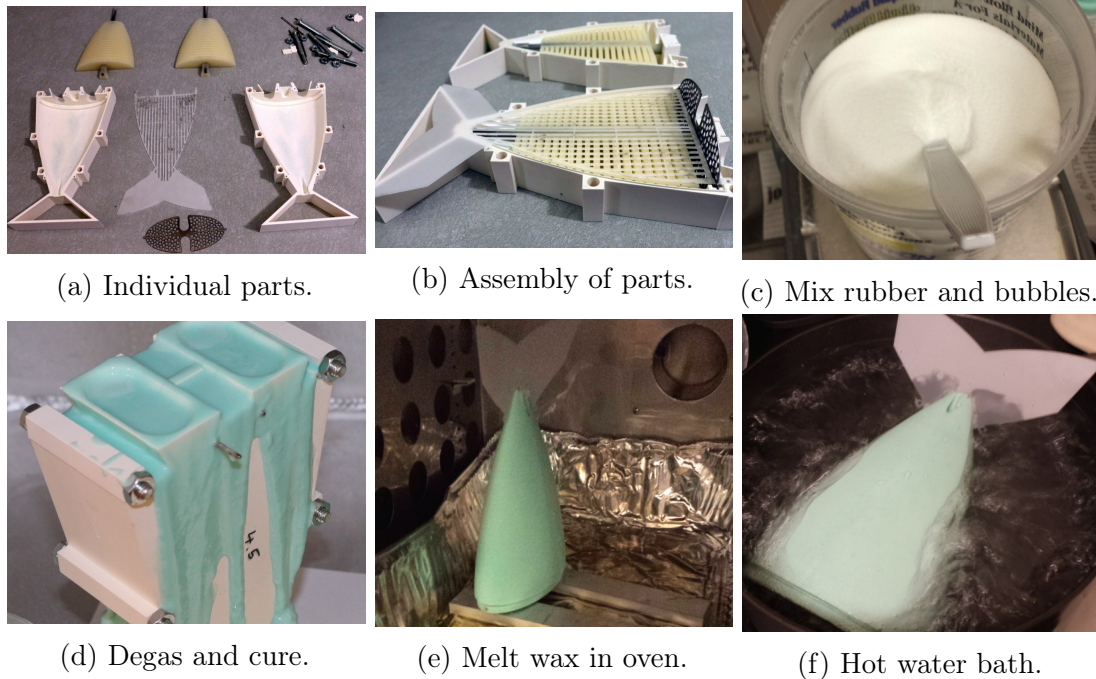 (a) Individual parts.
(b) Assembly of parts.
(c) Mix rubber and bubbles.
4.5
(d) Degas and cure.
(e) Melt wax in oven.
(f) Hot water bath.